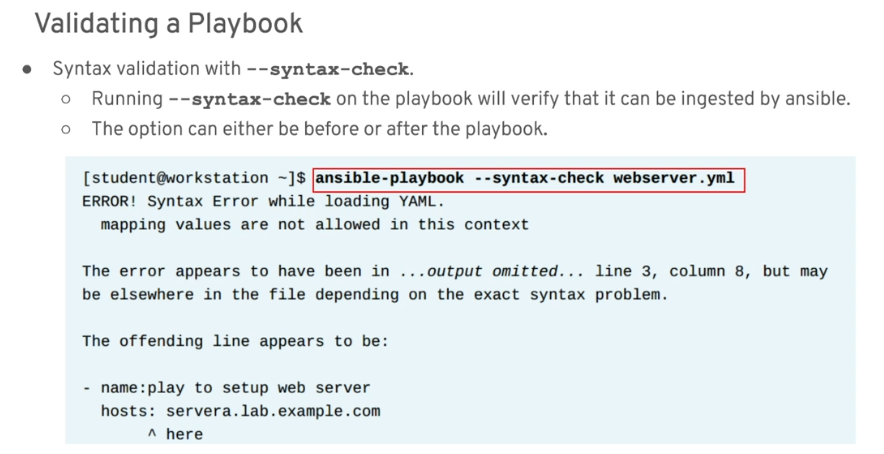 Validating a Playbook
● Syntax validation with --syntax-check.
○ Running --syntax-check on the playbook will verify that it can be ingested by ansible.
○ The option can either be before or after the playbook.
[student@workstation ~]$ ansible-playbook --syntax-check webserver.yml
ERROR! Syntax Error while loading YAML.
  mapping values are not allowed in this context
The error appears to have been in ...output omitted... line 3, column 8, but may
be elsewhere in the file depending on the exact syntax problem.
The offending line appears to be:
- name:play to setup web server
  hosts: servera.lab.example.com
       ^ here